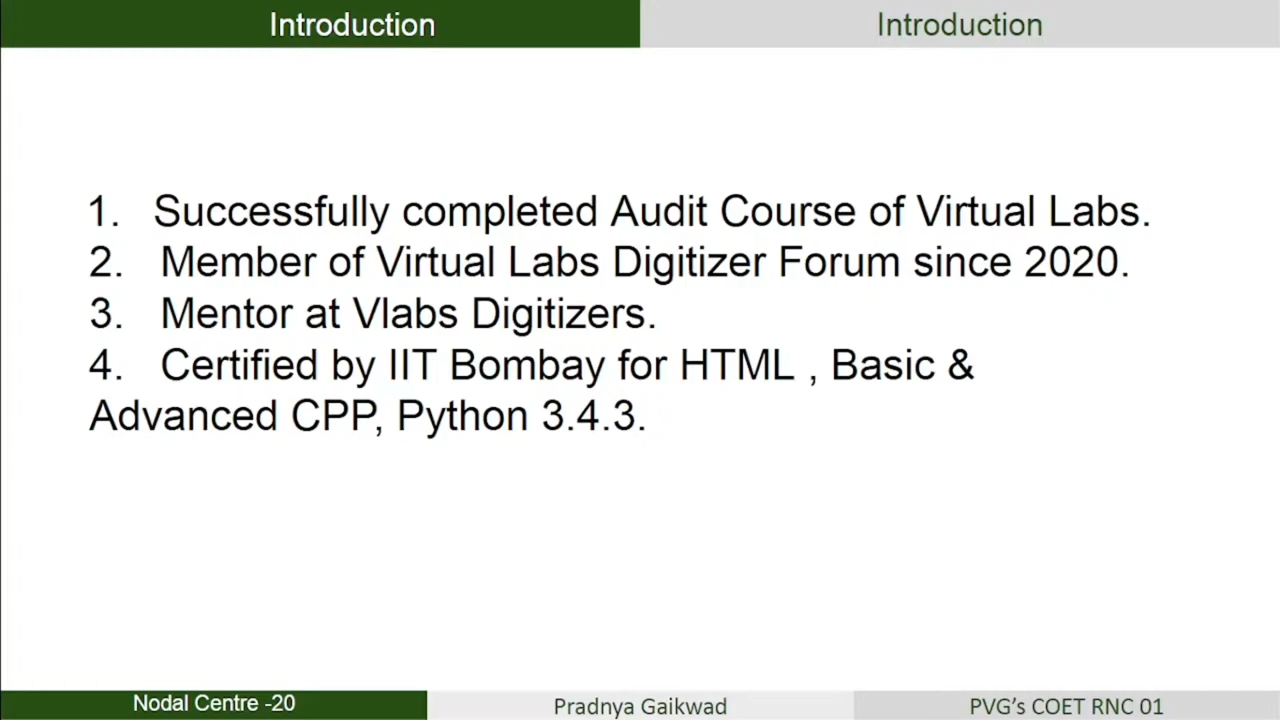 Introduction
Introduction
1. Successfully completed Audit Course of Virtual Labs.
2. Member of Virtual Labs Digitizer Forum since 2020.
3. Mentor at Vlabs Digitizers.
4. Certified by IIT Bombay for HTML , Basic &
Advanced CPP, Python 3.4.3.
Nodal Centre -20
Pradnya Gaikwad
PVG’s COET RNC 01